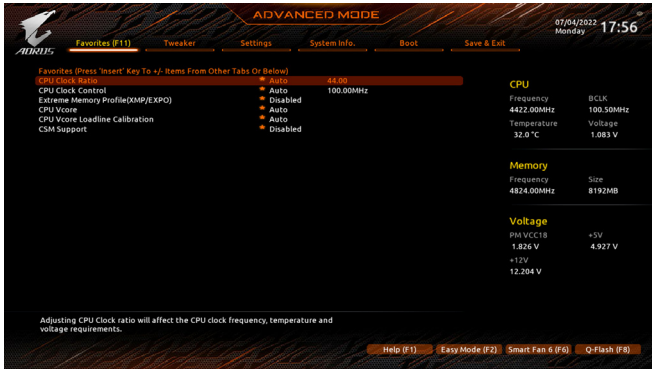 ADVANCED MODE
07/04/2022 Monday 17:56
AORUS
Favorites (F11) Tweaker Settings System Info. Boot Save & Exit
Favorites (Press 'Insert' Key To +/- Items From Other Tabs Or Below)
CPU Clock Ratio Auto 44.00
CPU Clock Control Auto 100.00MHz
Extreme Memory Profile(XMP/EXPO) Disabled
CPU Vcore Auto
CPU Vcore Loadline Calibration Auto
CSM Support Disabled
CPU
Frequency BCLK
4422.00MHz 100.50MHz
Temperature Voltage
32.0 °C 1.083 V
Memory
Frequency Size
4824.00MHz 8192MB
Voltage
PM VCC18 +5V
1.826 V 4.927 V
+12V
12.204 V
Adjusting CPU Clock ratio will affect the CPU clock frequency, temperature and
voltage requirements.
Help (F1) Easy Mode (F2) Smart Fan 6 (F6) Q-Flash (F8)